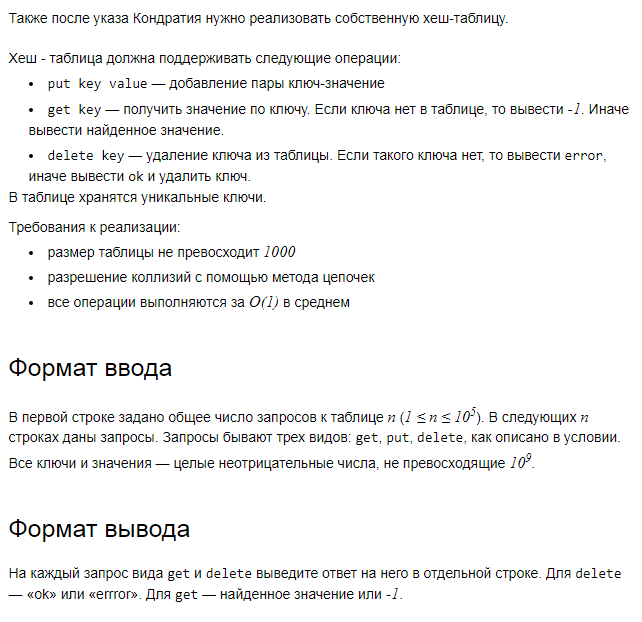 Также после указа Кондратия нужно реализовать собственную хеш-таблицу.
Хеш - таблица должна поддерживать следующие операции:
• put key value — добавление пары ключ-значение
• get key — получить значение по ключу. Если ключа нет в таблице, то вывести -1. Иначе
вывести найденное значение.
• delete key — удаление ключа из таблицы. Если такого ключа нет, то вывести error,
иначе вывести ok и удалить ключ.
В таблице хранятся уникальные ключи.
Требования к реализации:
• размер таблицы не превосходит 1000
• разрешение коллизий с помощью метода цепочек
• все операции выполняются за O(1) в среднем
Формат ввода
В первой строке задано общее число запросов к таблице n (1 ≤ n ≤ 10^5). В следующих n
строках даны запросы. Запросы бывают трех видов: get, put, delete, как описано в условии.
Все ключи и значения — целые неотрицательные числа, не превосходящие 10^9.
Формат вывода
На каждый запрос вида get и delete выведите ответ на него в отдельной строке. Для delete
— «ok» или «errror». Для get — найденное значение или -1.